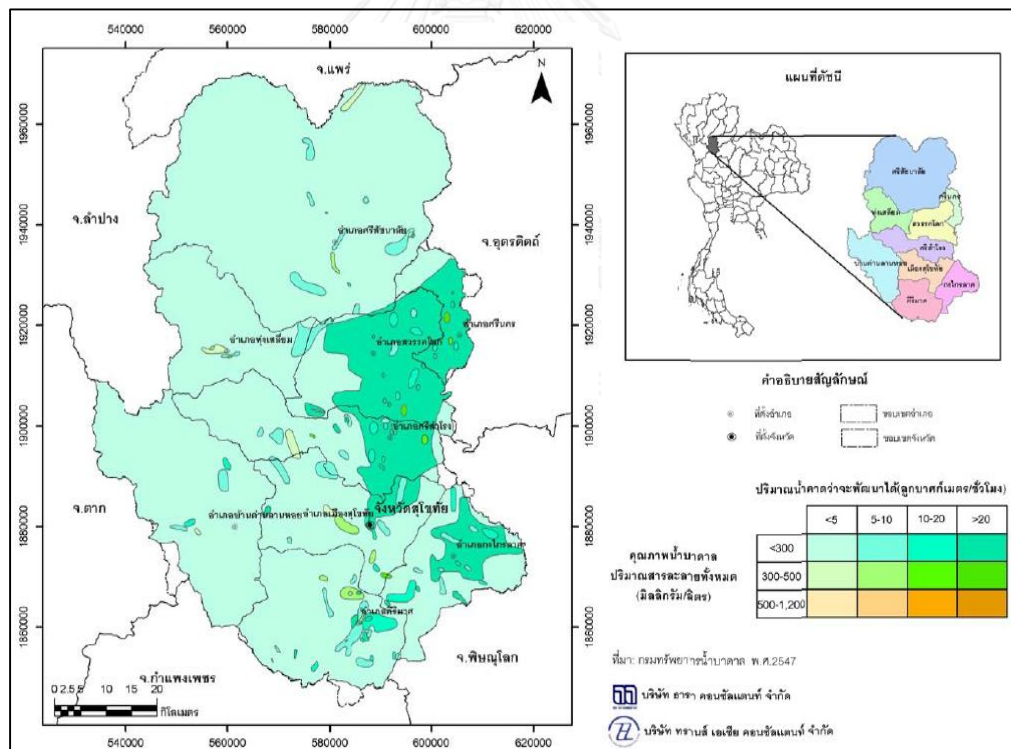 540000 560000 580000 600000 620000
1960000
1940000
1920000
1900000
1880000
1860000
จ.แพร่
N
จ.ลำปาง
อำเภอศรีสัชนาลัย
จ.อุตรดิตถ์
อำเภอทุ่งเสลี่ยม
อำเภอสวรรคโลก
อำเภอศรีนคร
อำเภอศรีสำโรง
จ.ตาก
อำเภอบ้านด่านลานหอย
อำเภอเมืองสุโขทัย
จังหวัดสุโขทัย
อำเภอกงไกรลาศ
อำเภอคีรีมาศ
จ.พิษณุโลก
จ.กำแพงเพชร
0 2.5 5 10 15 20
กิโลเมตร
540000 560000 580000 600000 620000
1960000
1940000
1920000
1900000
1880000
1860000
แผนที่ดัชนี
ศรีสัชนาลัย
ศรีนคร
ทุ่งเสลี่ยม
สวรรคโลก
ศรีสำโรง
บ้านด่านลานหอย
เมืองสุโขทัย
กงไกรลาศ
คีรีมาศ
คำอธิบายสัญลักษณ์
ที่ตั้งอำเภอ ขอบเขตอำเภอ
ที่ตั้งจังหวัด ขอบเขตจังหวัด
ปริมาณน้ำคาดว่าจะพัฒนาได้(ลูกบาศก์เมตร/ชั่วโมง)
<5 5-10 10-20 >20
คุณภาพน้ำบาดาล
ปริมาณสารละลายทั้งหมด
(มิลลิกรัม/ลิตร)
<300
300-500
500-1,200
ที่มา: กรมทรัพยากรน้ำบาดาล พ.ศ.2547
บริษัท ธารา คอนซัลแตนท์ จำกัด
บริษัท ทรานส์ เอเชีย คอนซัลแตนท์ จำกัด